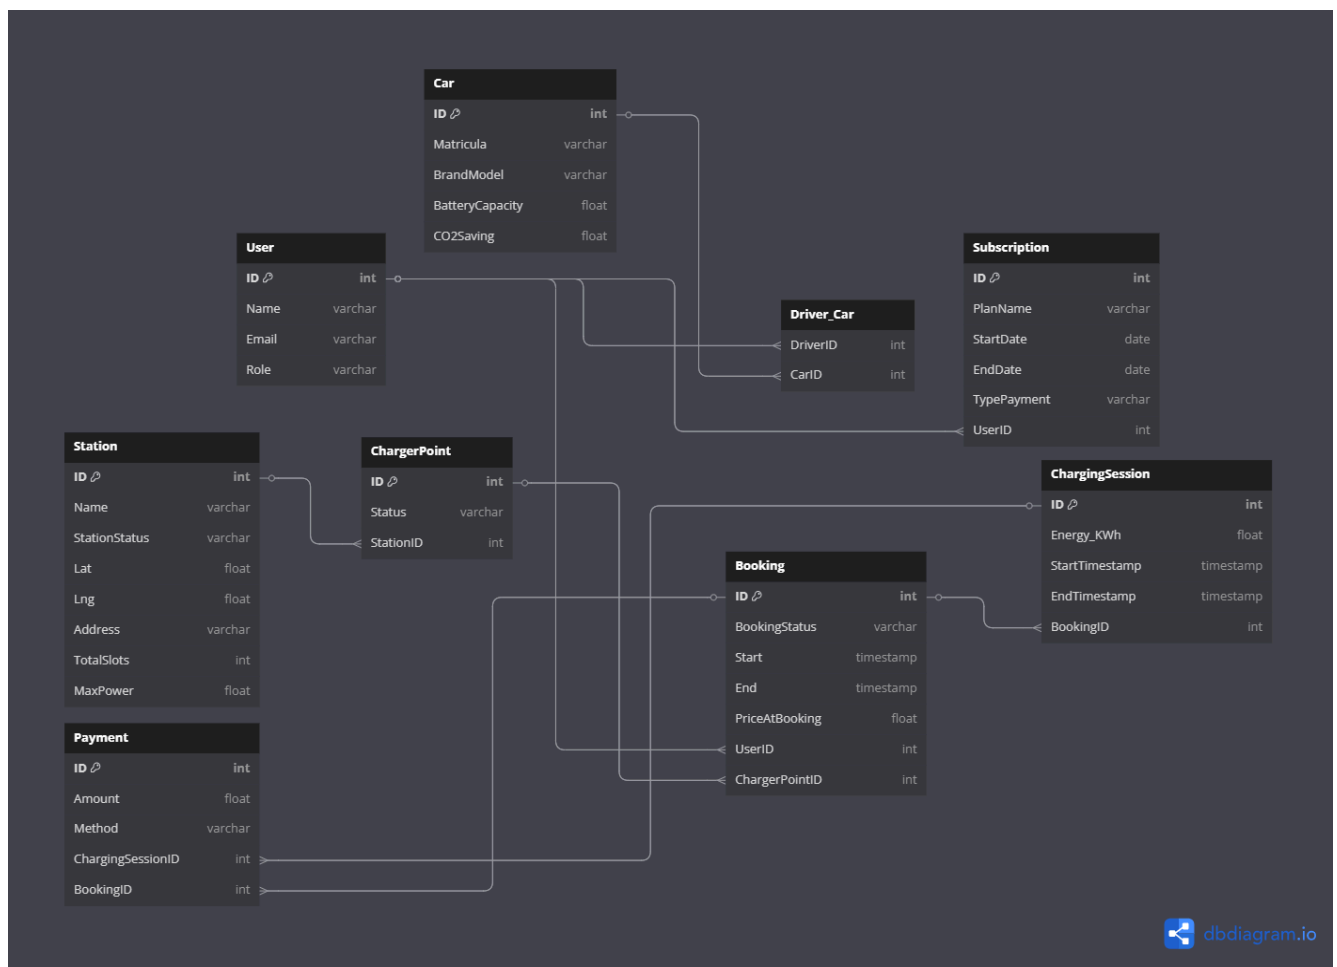 Car
ID int
Matricula varchar
BrandModel varchar
BatteryCapacity float
CO2Saving float
User
ID int
Name varchar
Email varchar
Role varchar
Subscription
ID int
PlanName varchar
StartDate date
EndDate date
TypePayment varchar
UserID int
Driver_Car
DriverID int
CarID int
Station
ID int
Name varchar
StationStatus varchar
Lat float
Lng float
Address varchar
TotalSlots int
MaxPower float
ChargerPoint
ID int
Status varchar
StationID int
ChargingSession
ID int
Energy_KWh float
StartTimestamp timestamp
EndTimestamp timestamp
BookingID int
Booking
ID int
BookingStatus varchar
Start timestamp
End timestamp
PriceAtBooking float
UserID int
ChargerPointID int
Payment
ID int
Amount float
Method varchar
ChargingSessionID int
BookingID int
dbdiagram.io